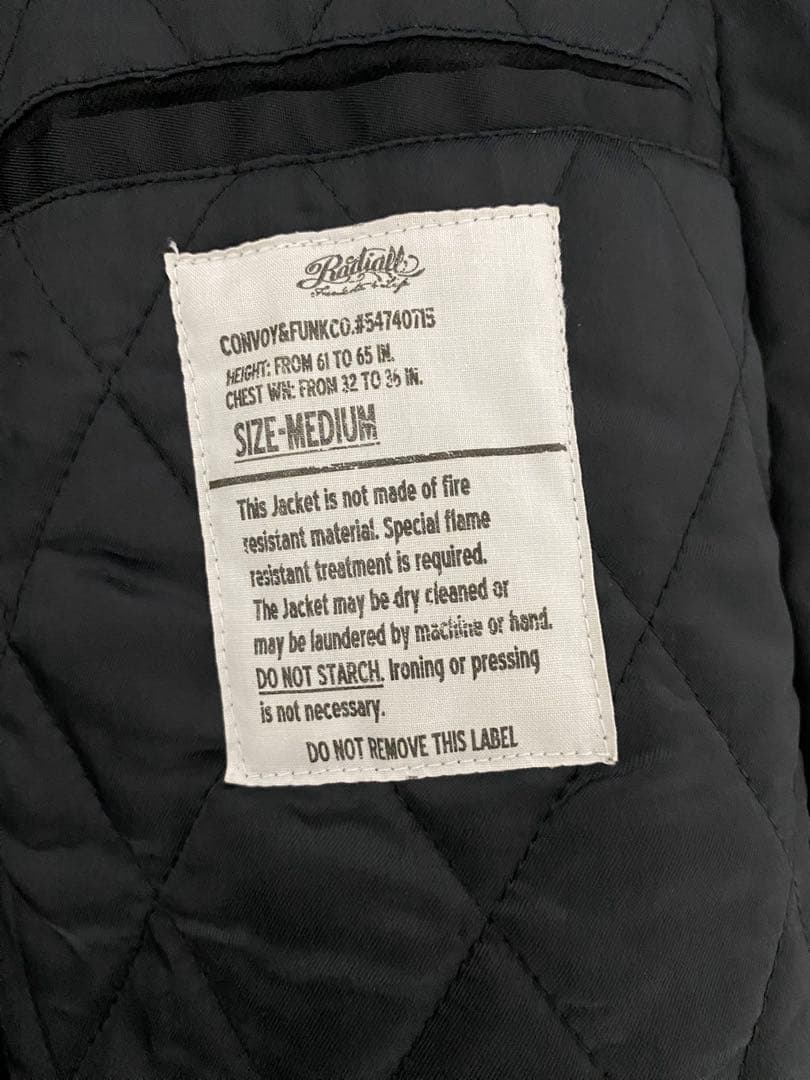 Radiall
CONVOY&FUNKCO.#54740715
HEIGHT: FROM 61 TO 65 IN.
CHEST WN: FROM 32 TO 36 IN.
SIZE-MEDIUM
This Jacket is not made of fire
resistant material. Special flame
resistant treatment is required.
The Jacket may be dry cleaned or
may be laundered by machine or hand.
DO NOT STARCH. Ironing or pressing
is not necessary.
DO NOT REMOVE THIS LABEL